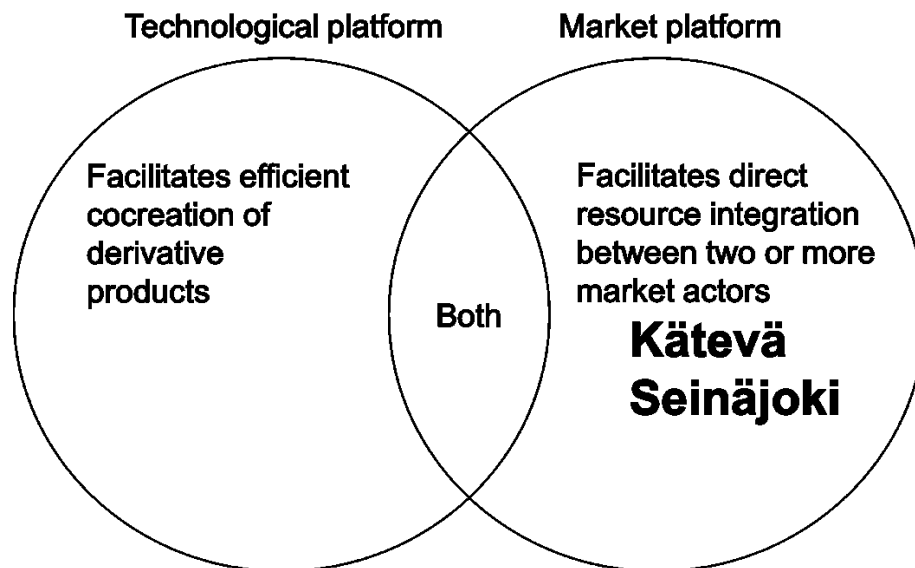 Technological platform
Market platform
Facilitates efficient
cocreation of
derivative
products
Both
Facilitates direct
resource integration
between two or more
market actors
Kätevä
Seinäjoki